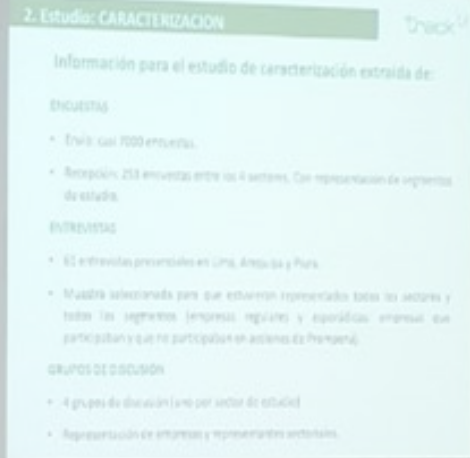 2. Estudio: CARACTERIZACIÓN
Track
Información para el estudio de caracterización extraída de:
ENCUESTAS
• Envío: casi 7000 encuestas.
• Recepción: 253 encuestas entre los 4 sectores. Con representación de segmentos
de estudio.
ENTREVISTAS
• 61 entrevistas presenciales en Lima, Arequipa y Piura.
• Muestra seleccionada para que estuvieran representados todos los sectores y
todos los segmentos (empresas regulares y esporádicas, empresas que
participaban y que no participaban en acciones de Promperú).
GRUPOS DE DISCUSIÓN
• 4 grupos de discusión (uno por sector de estudio)
• Representación de empresas y representantes sectoriales.